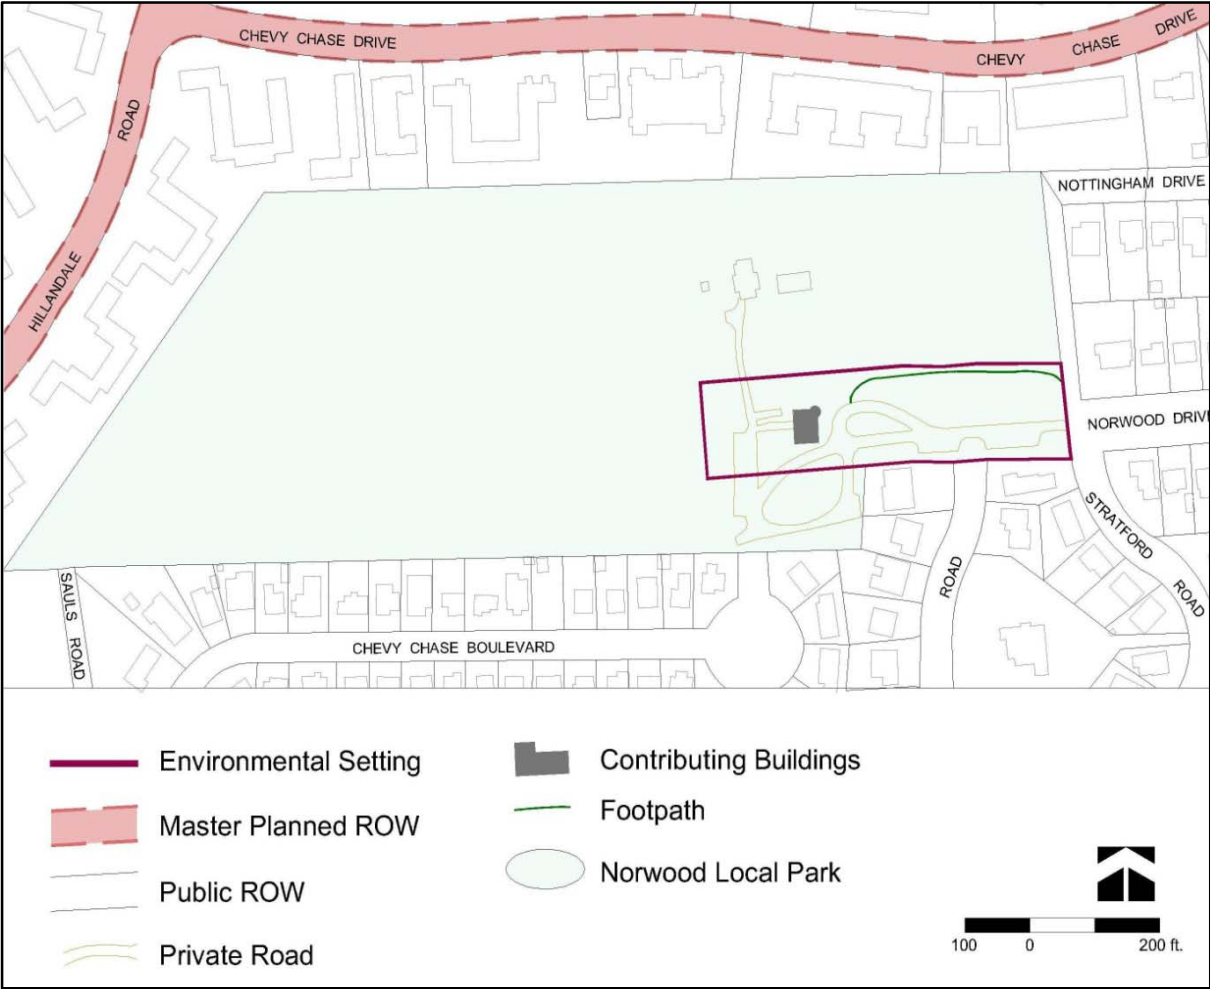 CHEVY CHASE DRIVE
CHEVY CHASE DRIVE
ROAD
HILLANDALE
NOTTINGHAM DRIVE
NORWOOD DRIV
STRATFORD
ROAD
ROAD
SAULS ROAD
CHEVY CHASE BOULEVARD
Environmental Setting
Master Planned ROW
Public ROW
Private Road
Contributing Buildings
Footpath
Norwood Local Park
100 0 200 ft.